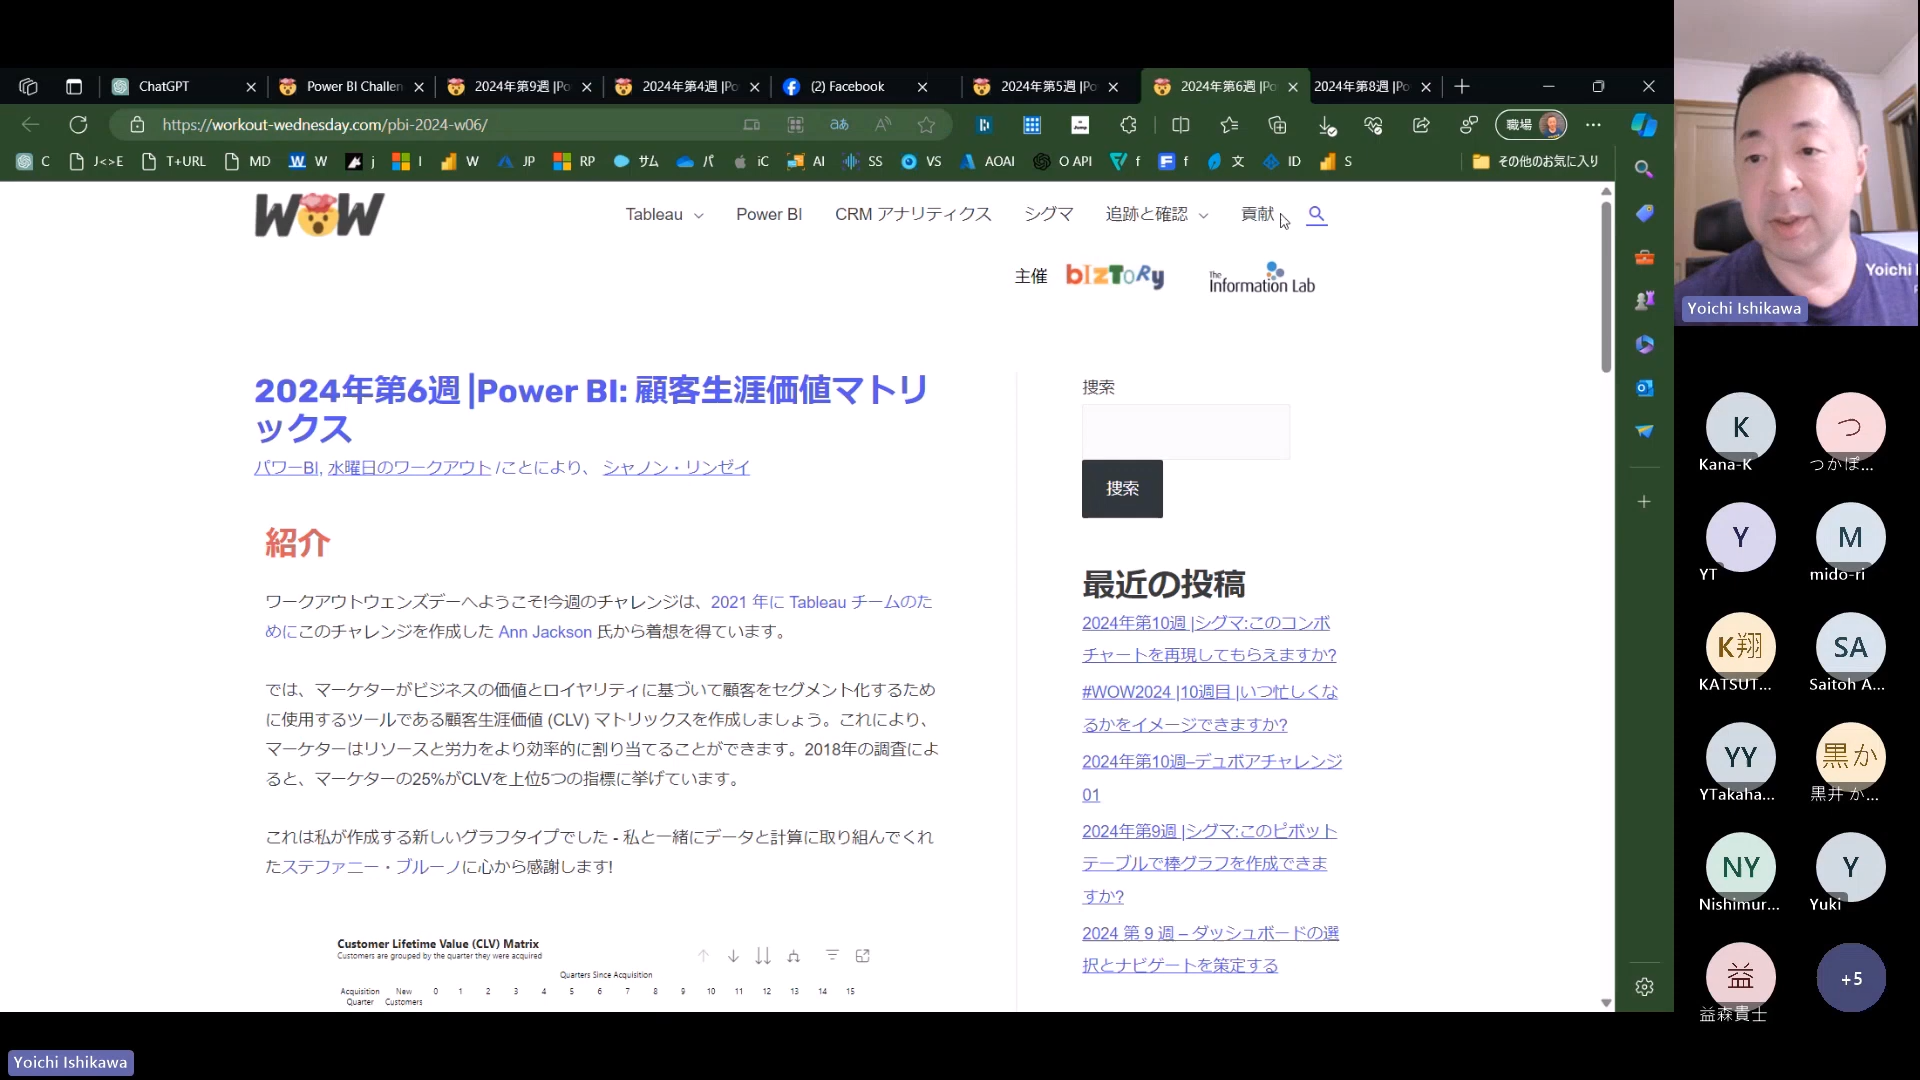 ChatGPT
Power BI Challen
2024年第9週 |Po
2024年第4週 |Po
(2) Facebook
2024年第5週 |Po
2024年第6週 |Po
2024年第8週 |Po
https://workout-wednesday.com/pbi-2024-w06/
職場
C J<>E T+URL MD W j I W JP RP サム パ iC AI SS VS AOAI O API f f 文 ID S その他のお気に入り
WOW
Tableau Power BI CRM アナリティクス シグマ 追跡と確認 貢献
主催 bIzTory The Information Lab
2024年第6週 |Power BI: 顧客生涯価値マトリ
ックス
パワーBI, 水曜日のワークアウト /ことにより、 シャノン・リンゼイ
紹介
ワークアウトウェンズデーへようこそ!今週のチャレンジは、2021 年に Tableau チームのた
めにこのチャレンジを作成した Ann Jackson 氏から着想を得ています。
では、マーケターがビジネスの価値とロイヤリティに基づいて顧客をセグメント化するため
に使用するツールである顧客生涯価値 (CLV) マトリックスを作成しましょう。これにより、
マーケターはリソースと労力をより効率的に割り当てることができます。2018年の調査によ
ると、マーケターの25%がCLVを上位5つの指標に挙げています。
これは私が作成する新しいグラフタイプでした - 私と一緒にデータと計算に取り組んでくれ
たステファニー・ブルーノに心から感謝します!
Customer Lifetime Value (CLV) Matrix
Customers are grouped by the quarter they were acquired
Quarters Since Acquisition
Acquisition New 0 1 2 3 4 5 6 7 8 9 10 11 12 13 14 15
Quarter Customers
捜索
捜索
最近の投稿
2024年第10週 |シグマ:このコンボ
チャートを再現してもらえますか?
#WOW2024 |10週目 |いつ忙しくな
るかをイメージできますか?
2024年第10週–デュボアチャレンジ
01
2024年第9週 |シグマ:このピボット
テーブルで棒グラフを作成できま
すか?
2024 第 9 週 – ダッシュボードの選
択とナビゲートを策定する
Yoichi
Yoichi Ishikawa
K つ
Kana-K つかぽ...
Y M
YT mido-ri
K翔 SA
KATSUT... Saitoh A...
YY 黒か
YTakaha... 黒井 か...
NY Y
Nishimur... Yuki
益 +5
益森貴士
Yoichi Ishikawa